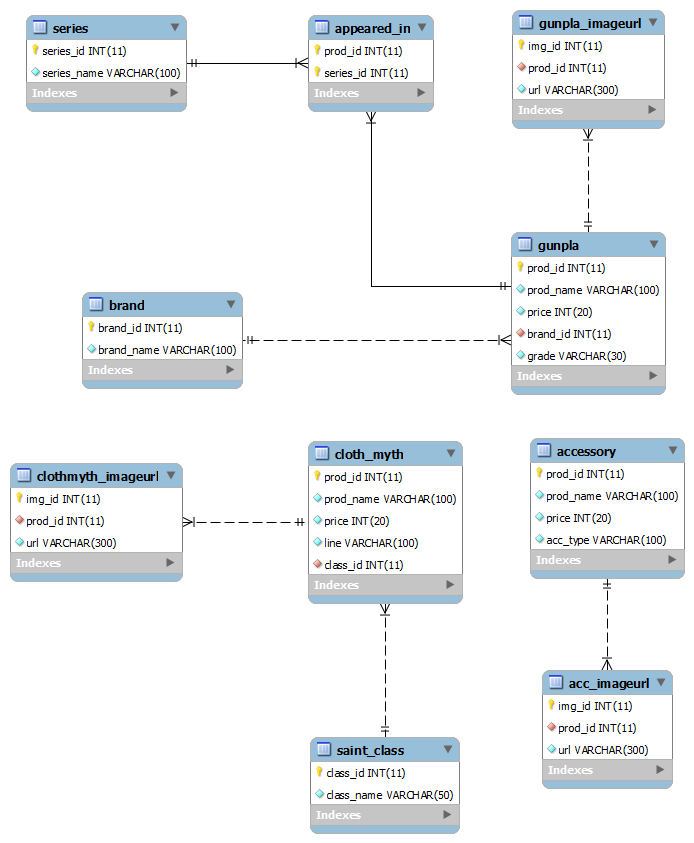 series
series_id INT(11)
series_name VARCHAR(100)
Indexes
appeared_in
prod_id INT(11)
series_id INT(11)
Indexes
gunpla_imageurl
img_id INT(11)
prod_id INT(11)
url VARCHAR(300)
Indexes
gunpla
prod_id INT(11)
prod_name VARCHAR(100)
price INT(20)
brand_id INT(11)
grade VARCHAR(30)
Indexes
brand
brand_id INT(11)
brand_name VARCHAR(100)
Indexes
clothmyth_imageurl
img_id INT(11)
prod_id INT(11)
url VARCHAR(300)
Indexes
cloth_myth
prod_id INT(11)
prod_name VARCHAR(100)
price INT(20)
line VARCHAR(100)
class_id INT(11)
Indexes
accessory
prod_id INT(11)
prod_name VARCHAR(100)
price INT(20)
acc_type VARCHAR(100)
Indexes
acc_imageurl
img_id INT(11)
prod_id INT(11)
url VARCHAR(300)
Indexes
saint_class
class_id INT(11)
class_name VARCHAR(50)
Indexes